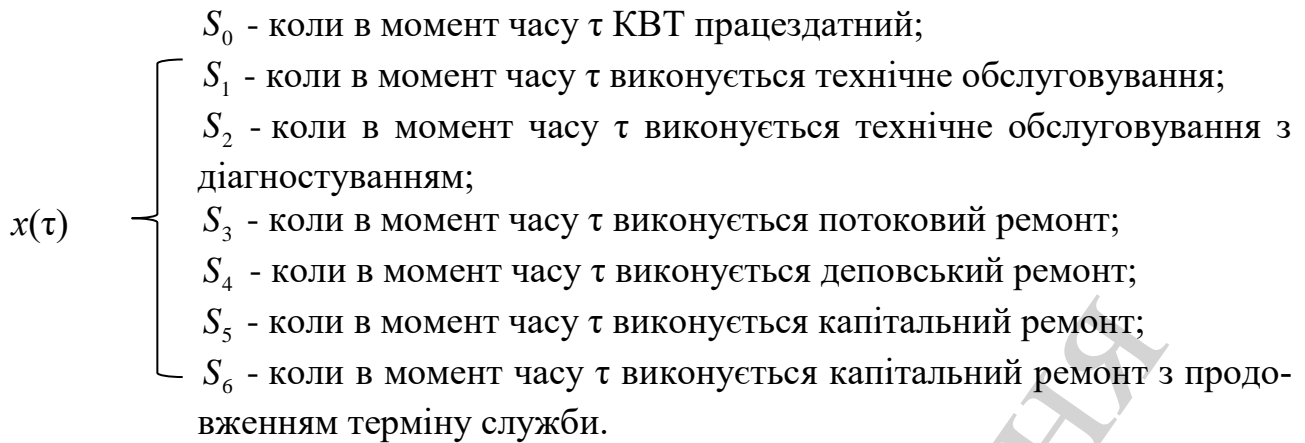 S₀ - коли в момент часу τ КВТ працездатний;
S₁ - коли в момент часу τ виконується технічне обслуговування;
S₂ - коли в момент часу τ виконується технічне обслуговування з
діагностуванням;
x(τ) S₃ - коли в момент часу τ виконується потоковий ремонт;
S₄ - коли в момент часу τ виконується деповський ремонт;
S₅ - коли в момент часу τ виконується капітальний ремонт;
S₆ - коли в момент часу τ виконується капітальний ремонт з продо-
вженням терміну служби.
НЯ